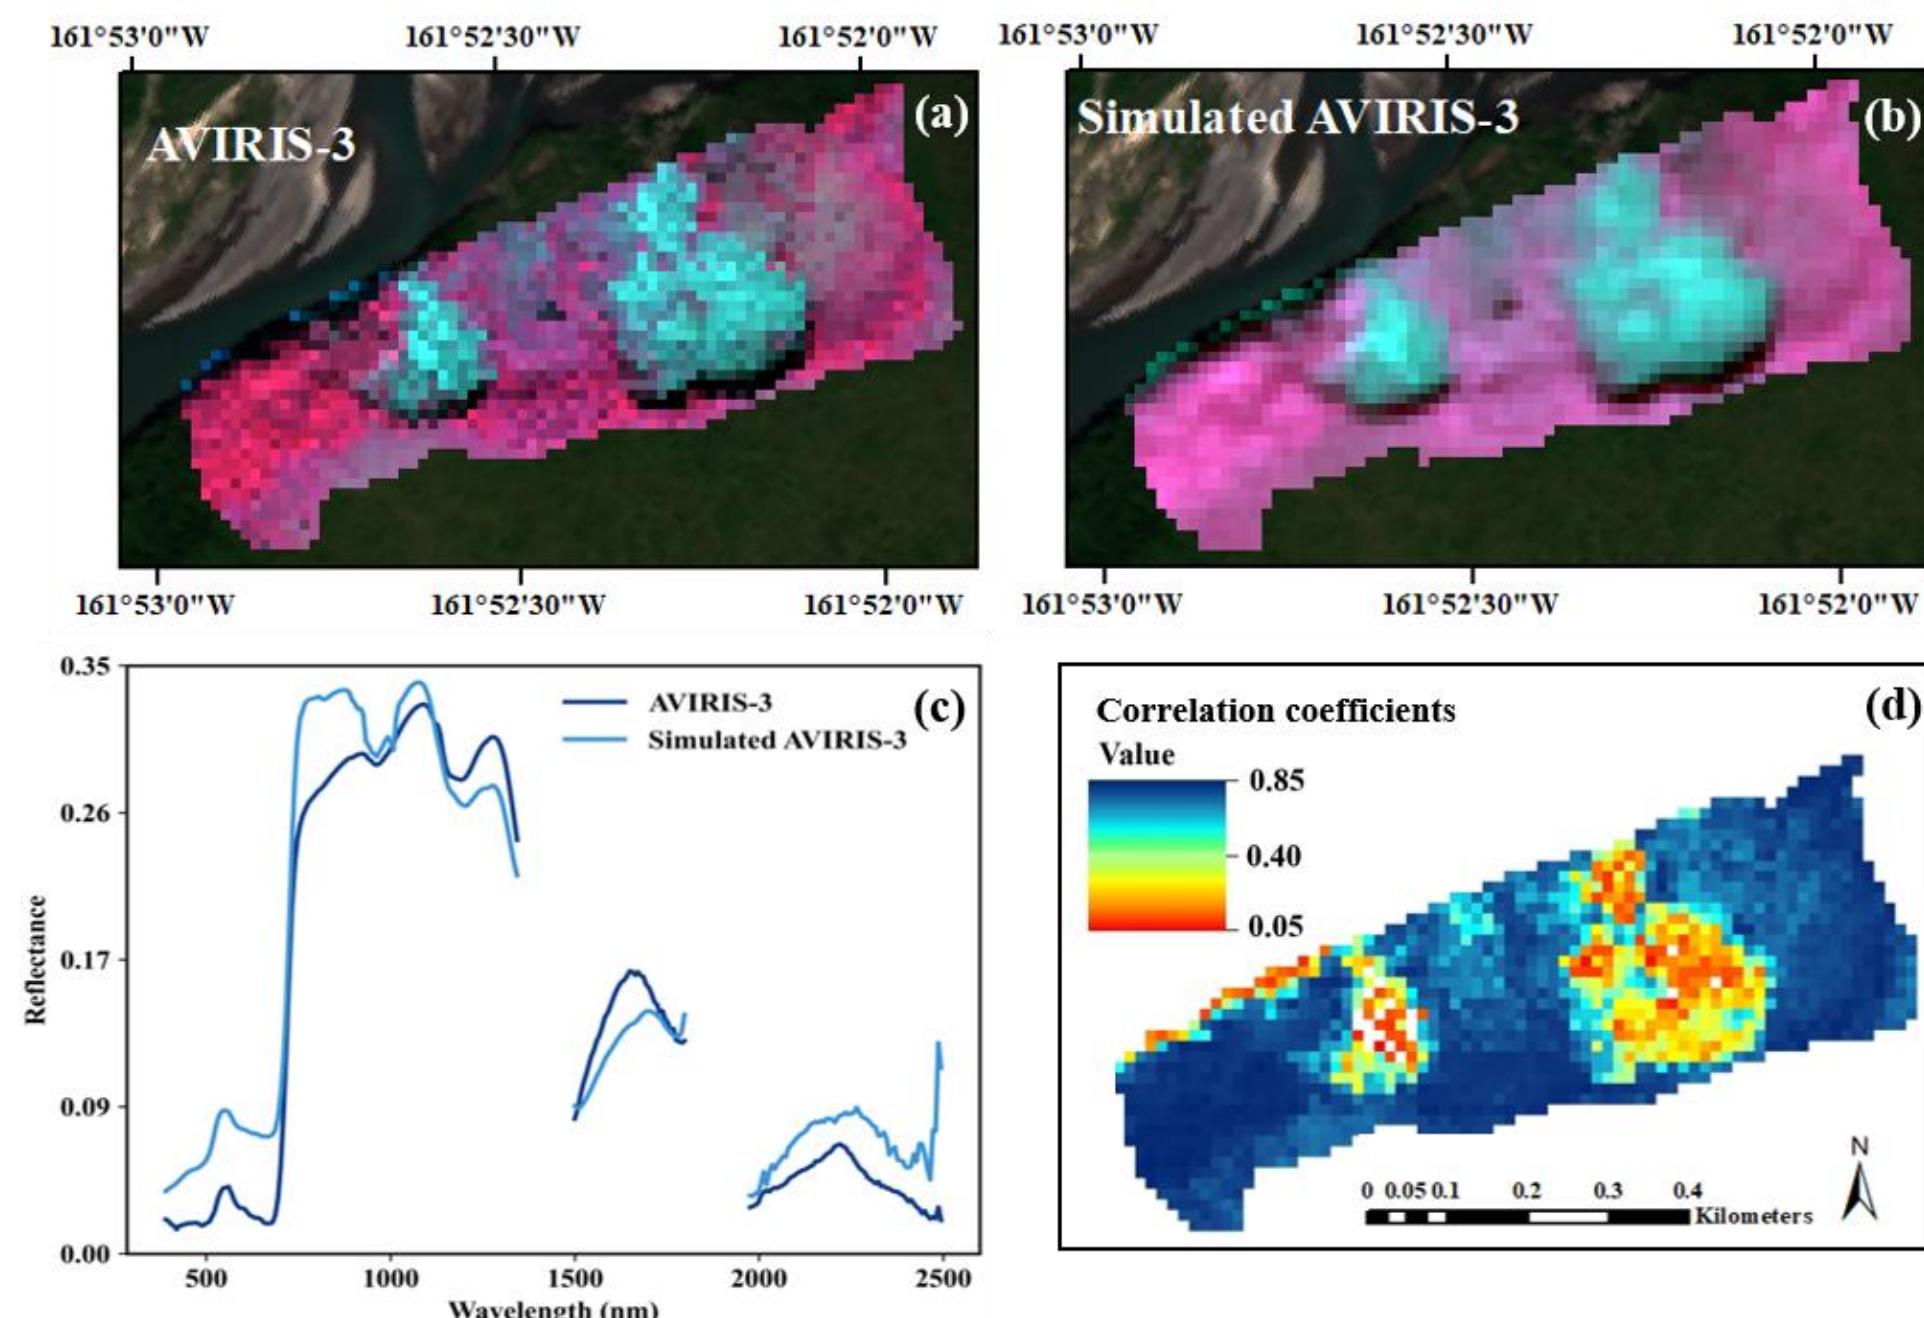 161°53'0"W 161°52'30"W 161°52'0"W
161°53'0"W 161°52'30"W 161°52'0"W
AVIRIS-3 (a)
Simulated AVIRIS-3 (b)
161°53'0"W 161°52'30"W 161°52'0"W
161°53'0"W 161°52'30"W 161°52'0"W
0.35
0.26
0.17
0.09
0.00
Reflectance
AVIRIS-3
Simulated AVIRIS-3
(c)
500 1000 1500 2000 2500
Wavelength (nm)
(d)
Correlation coefficients
Value
0.85
0.40
0.05
N
0 0.05 0.1 0.2 0.3 0.4
Kilometers